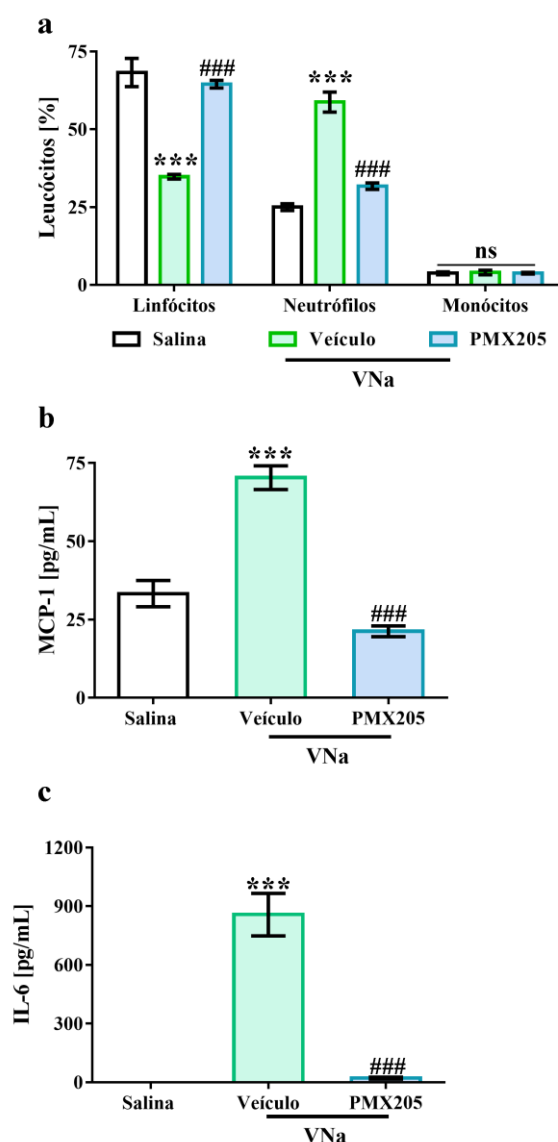 a
Leucócitos [%]
75
50
25
0
***
###
***
###
ns
Linfócitos Neutrófilos Monócitos
Salina Veículo PMX205
VNa
b
MCP-1 [pg/mL]
75
50
25
0
***
###
Salina Veículo PMX205
VNa
c
IL-6 [pg/mL]
1200
900
600
300
0
***
###
Salina Veículo PMX205
VNa